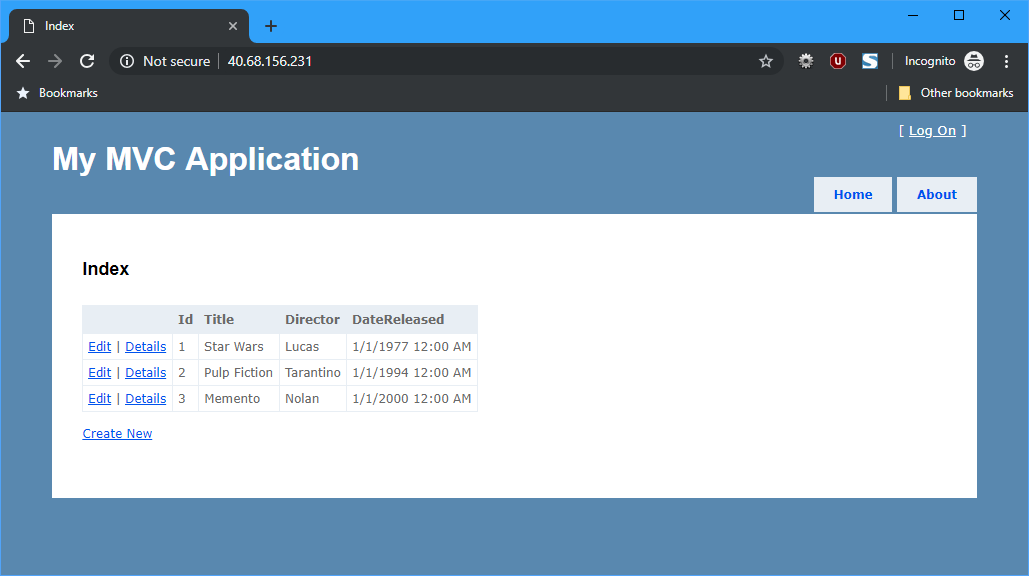 Index
Not secure 40.68.156.231 Incognito
Bookmarks Other bookmarks
[ Log On ]
My MVC Application
Home About
Index
Id Title Director DateReleased
Edit | Details 1 Star Wars Lucas 1/1/1977 12:00 AM
Edit | Details 2 Pulp Fiction Tarantino 1/1/1994 12:00 AM
Edit | Details 3 Memento Nolan 1/1/2000 12:00 AM
Create New